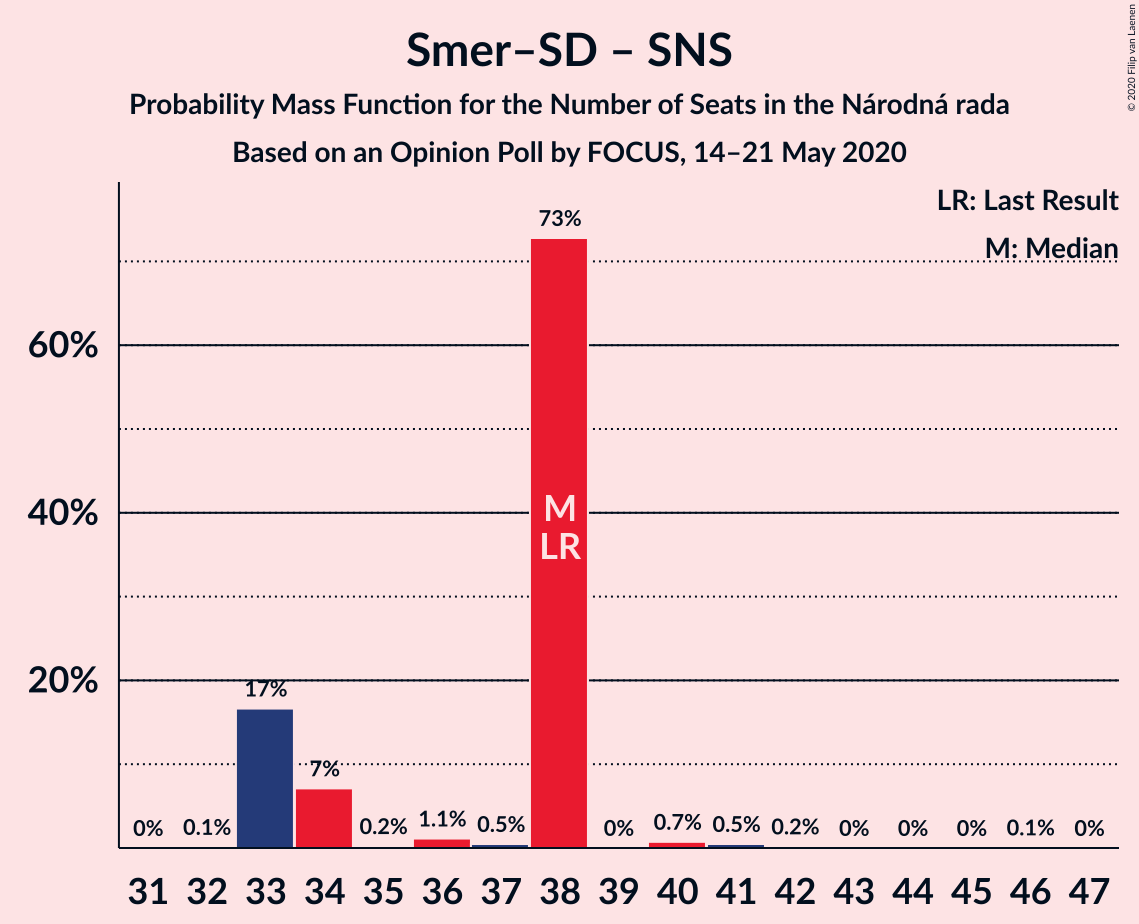 Smer–SD – SNS
Probability Mass Function for the Number of Seats in the Národná rada
Based on an Opinion Poll by FOCUS, 14–21 May 2020
© 2020 Filip van Laenen
LR: Last Result
M: Median
60%
40%
20%
0%
0.1%
17%
7%
0.2%
1.1%
0.5%
73%
0%
0.7%
0.5%
0.2%
0%
0%
0%
0.1%
0%
M
LR
31 32 33 34 35 36 37 38 39 40 41 42 43 44 45 46 47